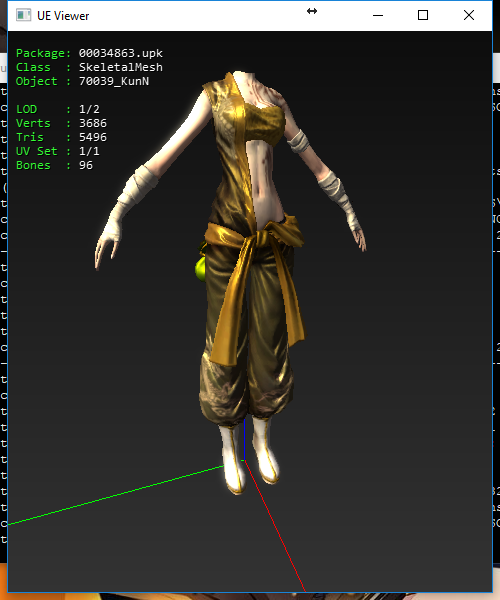 UE Viewer
Package: 00034863.upk
Class : SkeletalMesh
Object : 70039_KunN
LOD : 1/2
Verts : 3686
Tris : 5496
UV Set : 1/1
Bones : 96